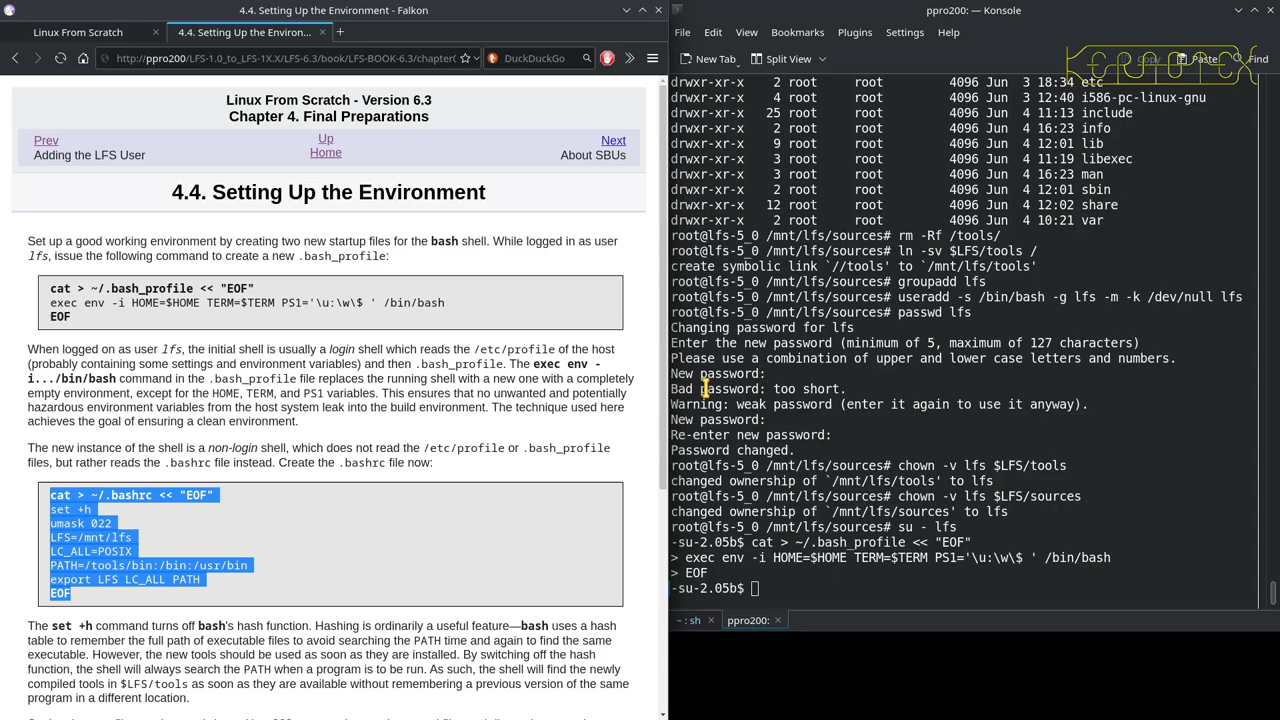 4.4. Setting Up the Environment - Falkon
Linux From Scratch
4.4. Setting Up the Environ...
http://ppro200/LFS-1.0_to_LFS-1X.X/LFS-6.3/book/LFS-BOOK-6.3/chapter(
DuckDuckGo
Linux From Scratch - Version 6.3
Chapter 4. Final Preparations
Prev
Up
Next
Adding the LFS User
Home
About SBUs
4.4. Setting Up the Environment
Set up a good working environment by creating two new startup files for the bash shell. While logged in as user
lfs, issue the following command to create a new .bash_profile:
cat > ~/.bash_profile << "EOF"
exec env -i HOME=$HOME TERM=$TERM PS1='\u:\w\$ ' /bin/bash
EOF
When logged on as user lfs, the initial shell is usually a login shell which reads the /etc/profile of the host
(probably containing some settings and environment variables) and then .bash_profile. The exec env -
i.../bin/bash command in the .bash_profile file replaces the running shell with a new one with a completely
empty environment, except for the HOME, TERM, and PS1 variables. This ensures that no unwanted and potentially
hazardous environment variables from the host system leak into the build environment. The technique used here
achieves the goal of ensuring a clean environment.
The new instance of the shell is a non-login shell, which does not read the /etc/profile or .bash_profile
files, but rather reads the .bashrc file instead. Create the .bashrc file now:
cat > ~/.bashrc << "EOF"
set +h
umask 022
LFS=/mnt/lfs
LC_ALL=POSIX
PATH=/tools/bin:/bin:/usr/bin
export LFS LC_ALL PATH
EOF
The set +h command turns off bash's hash function. Hashing is ordinarily a useful feature—bash uses a hash
table to remember the full path of executable files to avoid searching the PATH time and again to find the same
executable. However, the new tools should be used as soon as they are installed. By switching off the hash
function, the shell will always search the PATH when a program is to be run. As such, the shell will find the newly
compiled tools in $LFS/tools as soon as they are available without remembering a previous version of the same
program in a different location.
ppro200: — Konsole
File Edit View Bookmarks Plugins Settings Help
New Tab Split View Copy Paste Find
drwxr-xr-x 2 root root 4096 Jun 3 18:34 etc
drwxr-xr-x 4 root root 4096 Jun 3 12:40 i586-pc-linux-gnu
drwxr-xr-x 25 root root 4096 Jun 4 11:13 include
drwxr-xr-x 2 root root 4096 Jun 4 16:23 info
drwxr-xr-x 9 root root 4096 Jun 4 12:01 lib
drwxr-xr-x 3 root root 4096 Jun 4 11:19 libexec
drwxr-xr-x 3 root root 4096 Jun 4 16:23 man
drwxr-xr-x 2 root root 4096 Jun 4 12:01 sbin
drwxr-xr-x 12 root root 4096 Jun 4 12:02 share
drwxr-xr-x 2 root root 4096 Jun 4 10:21 var
root@lfs-5_0 /mnt/lfs/sources# rm -Rf /tools/
root@lfs-5_0 /mnt/lfs/sources# ln -sv $LFS/tools /
create symbolic link `//tools' to `/mnt/lfs/tools'
root@lfs-5_0 /mnt/lfs/sources# groupadd lfs
root@lfs-5_0 /mnt/lfs/sources# useradd -s /bin/bash -g lfs -m -k /dev/null lfs
root@lfs-5_0 /mnt/lfs/sources# passwd lfs
Changing password for lfs
Enter the new password (minimum of 5, maximum of 127 characters)
Please use a combination of upper and lower case letters and numbers.
New password:
Bad password: too short.
Warning: weak password (enter it again to use it anyway).
New password:
Re-enter new password:
Password changed.
root@lfs-5_0 /mnt/lfs/sources# chown -v lfs $LFS/tools
changed ownership of `/mnt/lfs/tools' to lfs
root@lfs-5_0 /mnt/lfs/sources# chown -v lfs $LFS/sources
changed ownership of `/mnt/lfs/sources' to lfs
root@lfs-5_0 /mnt/lfs/sources# su - lfs
-su-2.05b$ cat > ~/.bash_profile << "EOF"
> exec env -i HOME=$HOME TERM=$TERM PS1='\u:\w\$ ' /bin/bash
> EOF
-su-2.05b$
~ : sh
ppro200: